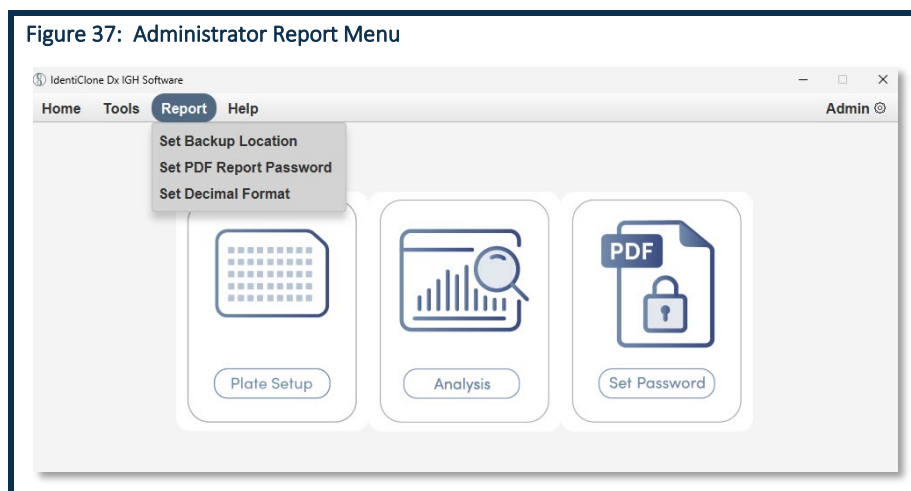 Figure 37: Administrator Report Menu
IdentiClone Dx IGH Software
Home Tools Report Help Admin
Set Backup Location
Set PDF Report Password
Set Decimal Format
PDF
Plate Setup Analysis Set Password